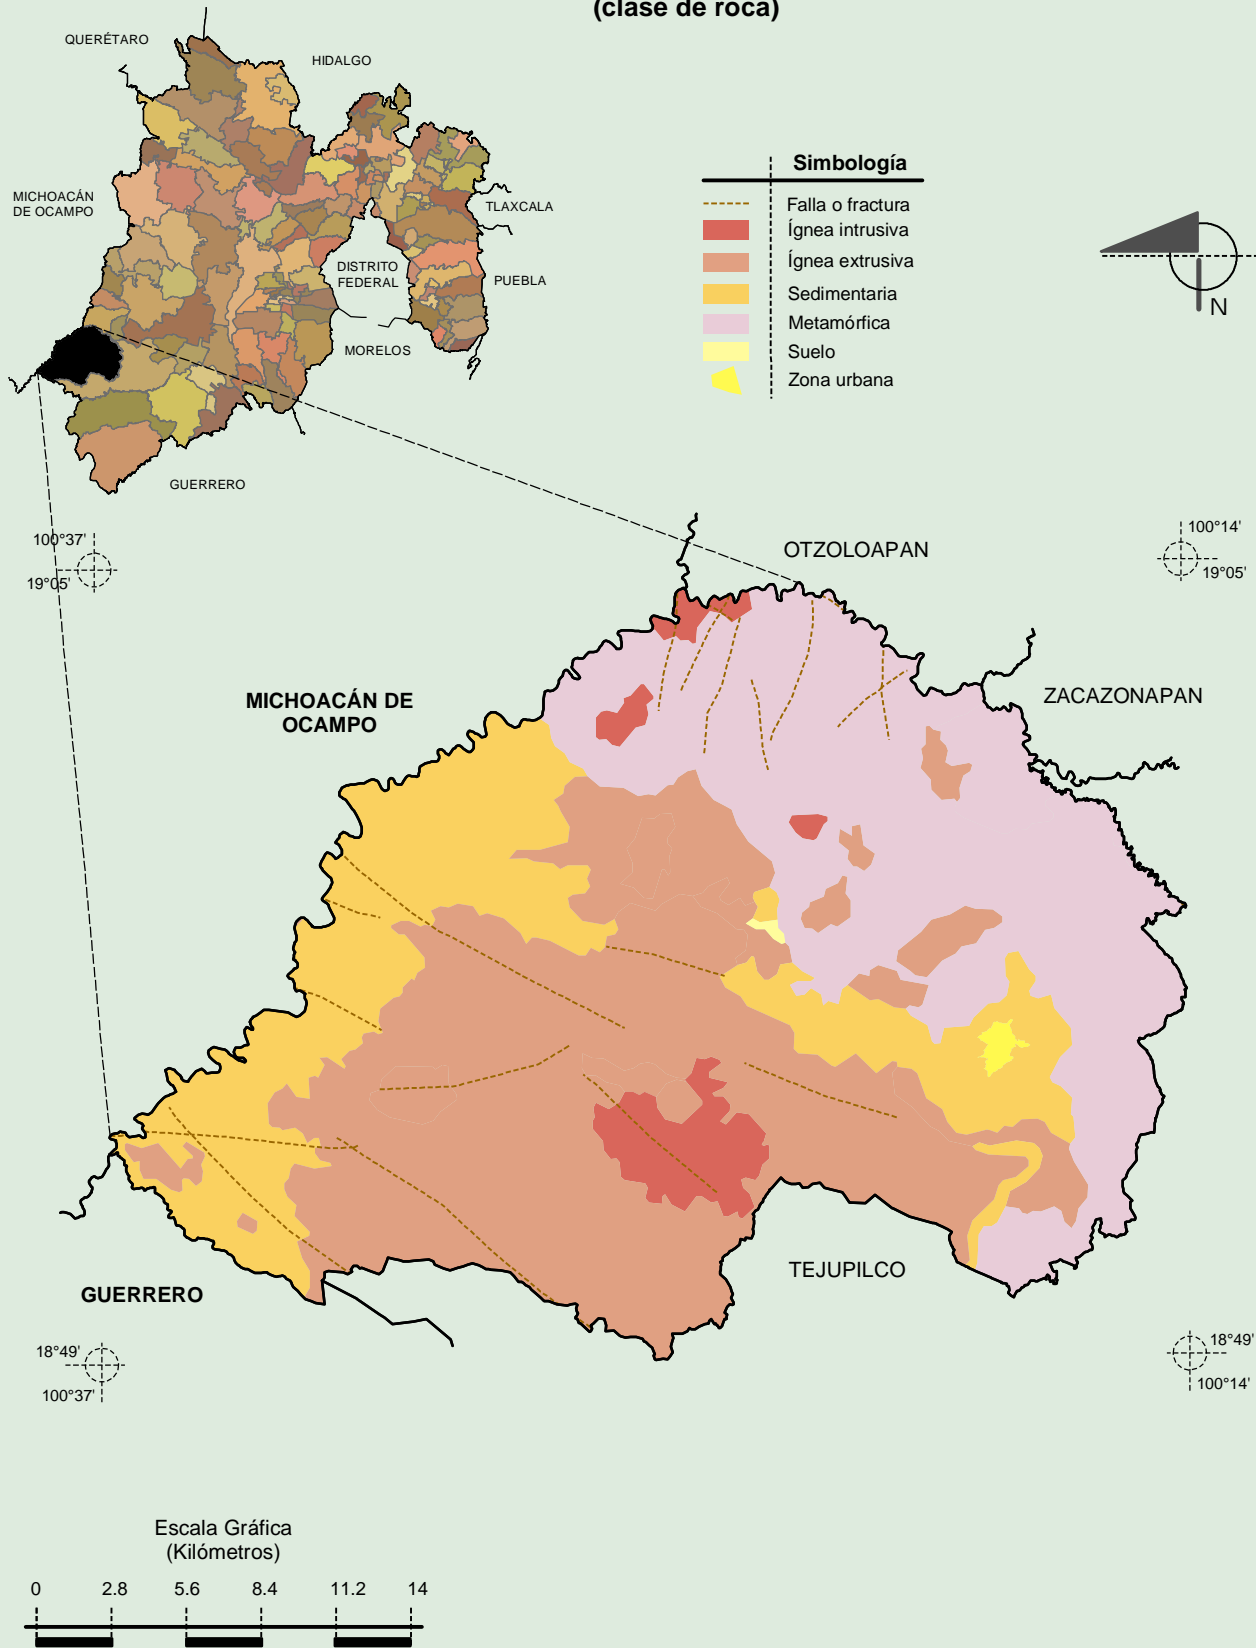 (clase de roca)
QUERÉTARO
HIDALGO
MICHOACÁN
DE OCAMPO
TLAXCALA
DISTRITO
FEDERAL
PUEBLA
MORELOS
GUERRERO
Simbología
Falla o fractura
Ígnea intrusiva
Ígnea extrusiva
Sedimentaria
Metamórfica
Suelo
Zona urbana
N
100°37'
19°05'
100°14'
19°05'
OTZOLOAPAN
ZACAZONAPAN
MICHOACÁN DE
OCAMPO
TEJUPILCO
GUERRERO
18°49'
100°37'
18°49'
100°14'
Escala Gráfica
(Kilómetros)
0 2.8 5.6 8.4 11.2 14